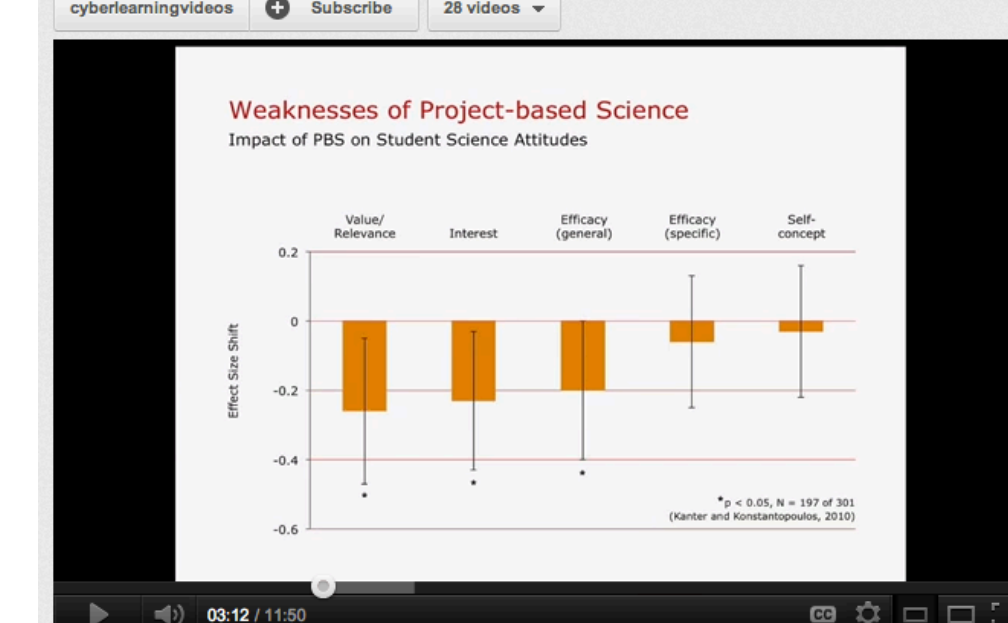 cyberlearningvideos Subscribe 28 videos
Weaknesses of Project-based Science
Impact of PBS on Student Science Attitudes
Value/
Relevance
Interest
Efficacy
(general)
Efficacy
(specific)
Self-
concept
Effect Size Shift
0.2
0
-0.2
-0.4
-0.6
*
*
*
*p < 0.05, N = 197 of 301
(Kanter and Konstantopoulos, 2010)
03:12 / 11:50
CC